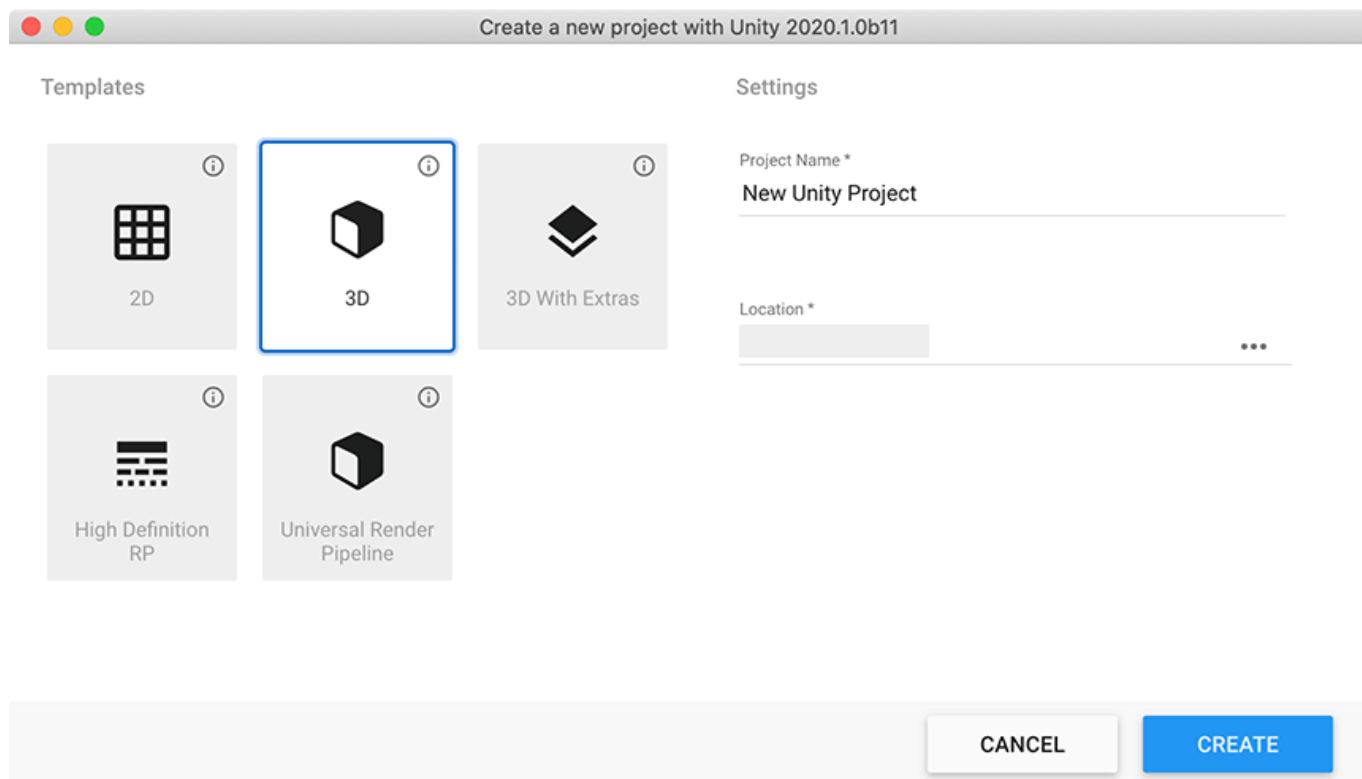 Create a new project with Unity 2020.1.0b11
Templates
Settings
2D
3D
3D With Extras
High Definition
RP
Universal Render
Pipeline
Project Name *
New Unity Project
Location *
CANCEL
CREATE